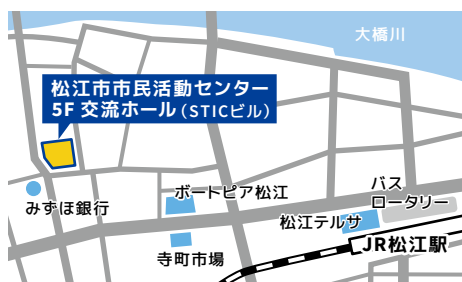 大橋川
松江市市民活動センター
5F 交流ホール（STICビル）
みずほ銀行
ボートピア松江
バス
ロータリー
松江テルサ
JR松江駅
寺町市場